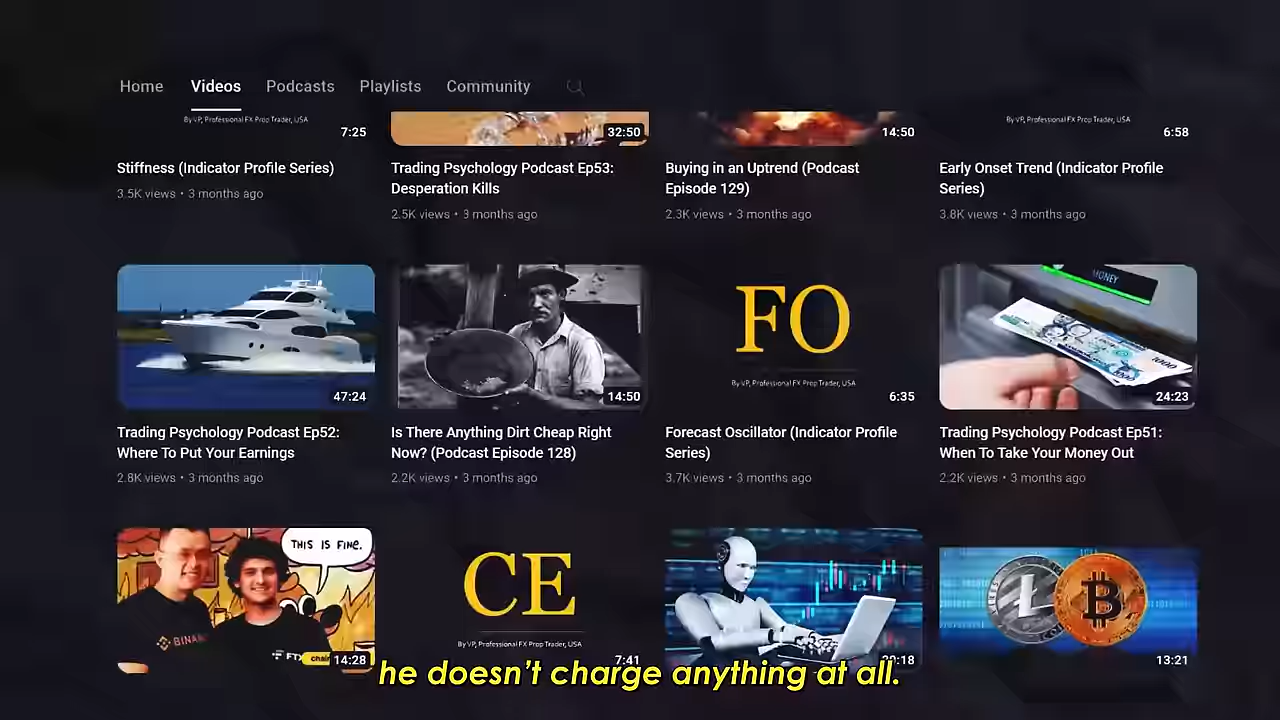 Home Videos Podcasts Playlists Community
By VP, Professional FX Prop Trader, USA
7:25
32:50
14:50
By VP, Professional FX Prop Trader, USA
6:58
Stiffness (Indicator Profile Series)
3.5K views • 3 months ago
Trading Psychology Podcast Ep53:
Desperation Kills
2.5K views • 3 months ago
Buying in an Uptrend (Podcast
Episode 129)
2.3K views • 3 months ago
Early Onset Trend (Indicator Profile
Series)
3.8K views • 3 months ago
47:24
14:50
FO
By VP, Professional FX Prop Trader, USA
6:35
MONEY
1000
24:23
Trading Psychology Podcast Ep52:
Where To Put Your Earnings
2.8K views • 3 months ago
Is There Anything Dirt Cheap Right
Now? (Podcast Episode 128)
2.2K views • 3 months ago
Forecast Oscillator (Indicator Profile
Series)
3.7K views • 3 months ago
Trading Psychology Podcast Ep51:
When To Take Your Money Out
2.2K views • 3 months ago
THIS IS FINE.
14:28
CE
By VP, Professional FX Prop Trader, USA
7:41
13:21
he doesn't charge anything at all.